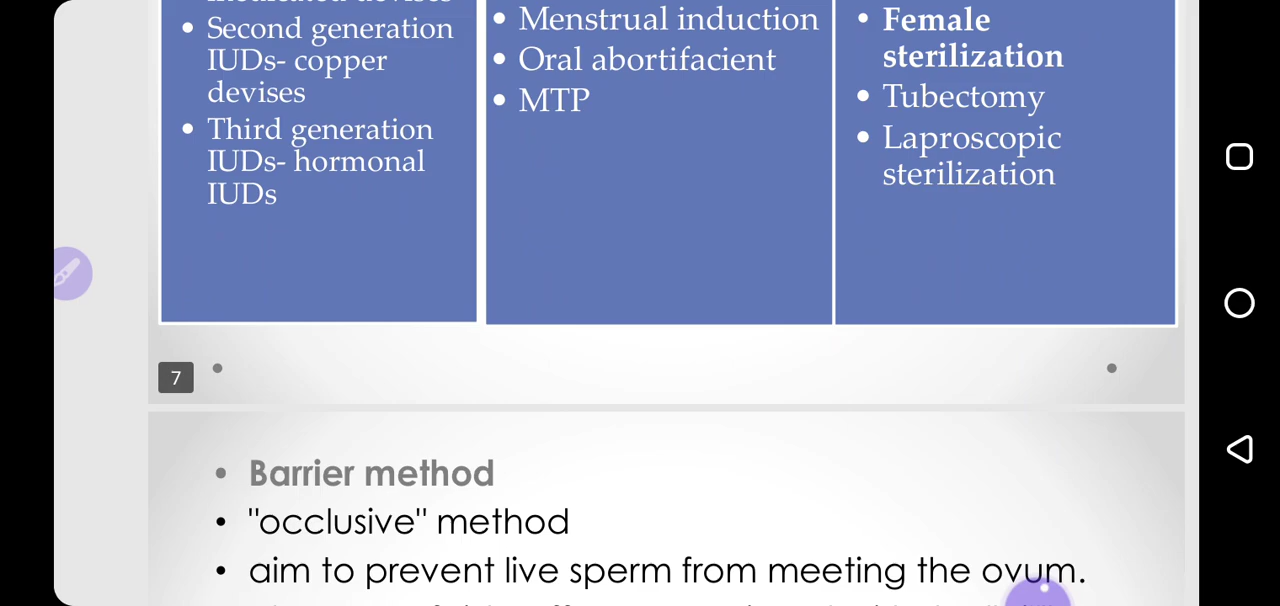 • Second generation
IUDs- copper
devises
• Third generation
IUDs- hormonal
IUDs
• Menstrual induction
• Oral abortifacient
• MTP
• Female
sterilization
• Tubectomy
• Laproscopic
sterilization
7
• Barrier method
• "occlusive" method
• aim to prevent live sperm from meeting the ovum.